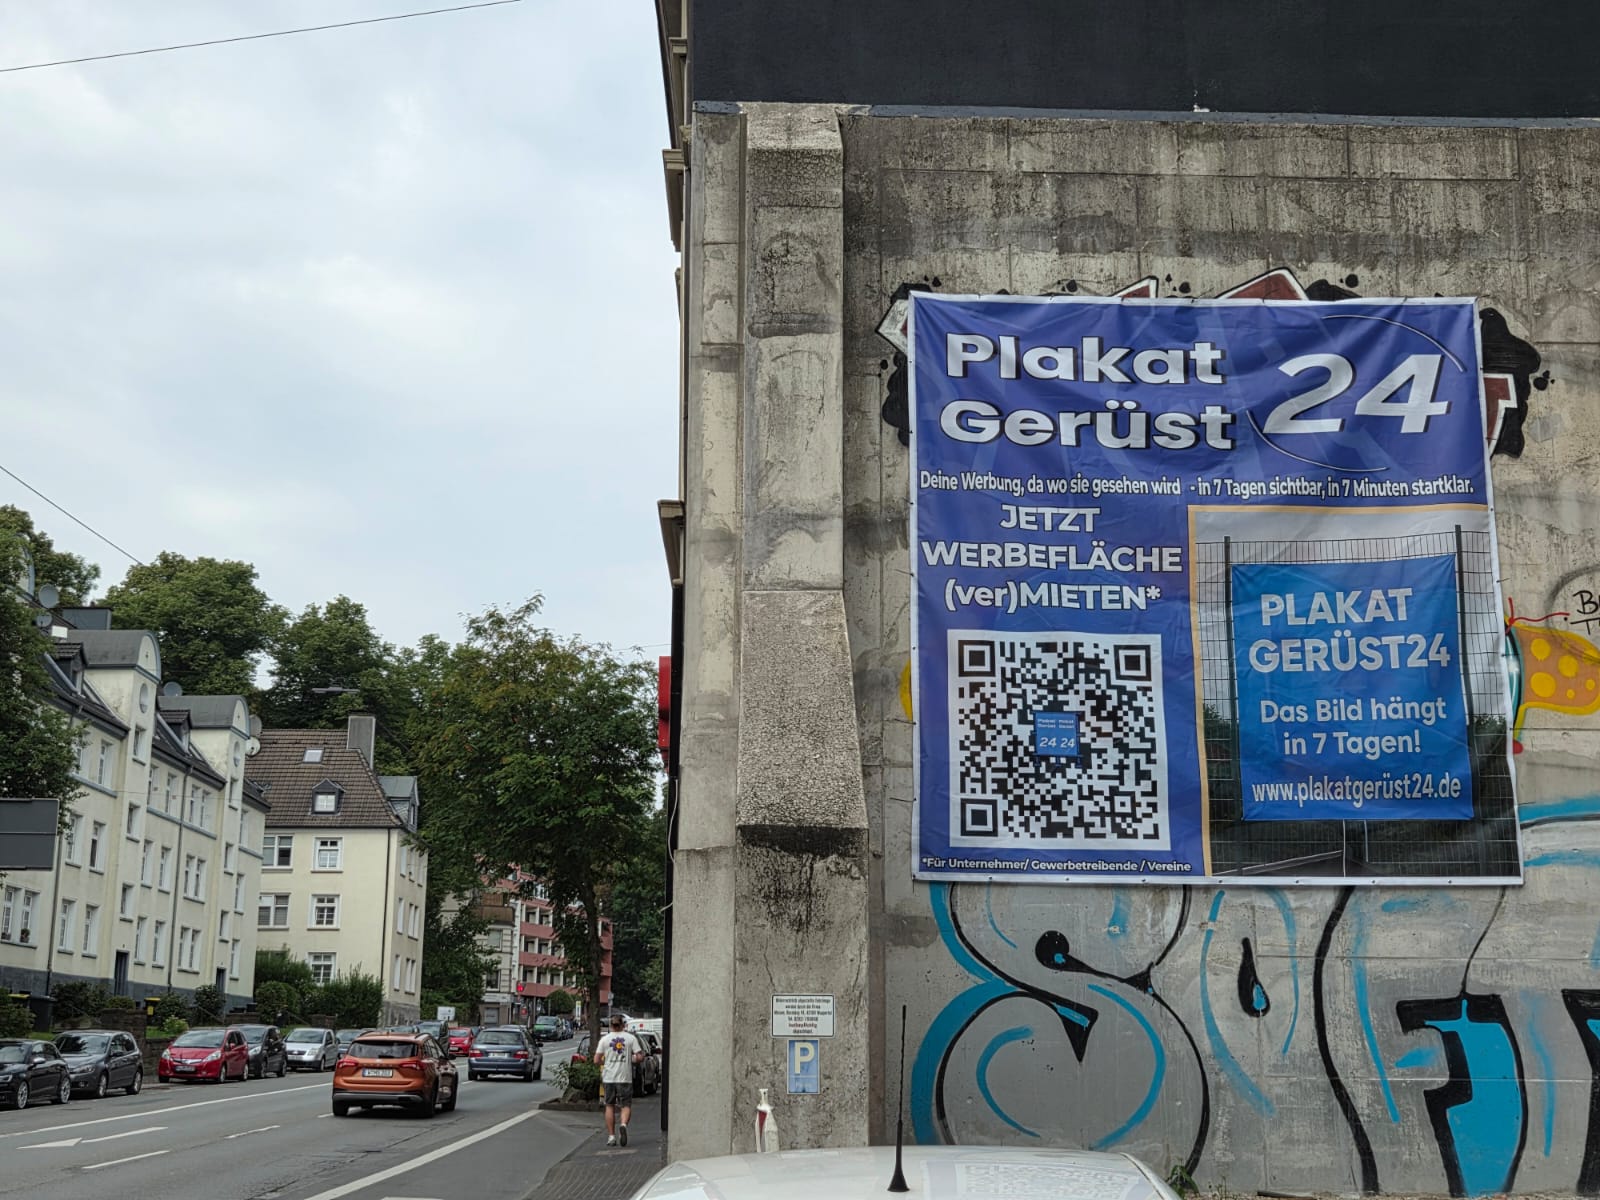 Plakat
Gerüst 24
Deine Werbung, da wo sie gesehen wird - in 7 Tagen sichtbar, in 7 Minuten startklar.
JETZT
WERBEFLÄCHE
(ver)MIETEN*
PLAKAT
GERÜST24
Das Bild hängt
in 7 Tagen!
www.plakatgerüst24.de
24 24
*Für Unternehmer/ Gewerbetreibende / Vereine
P
SOFT